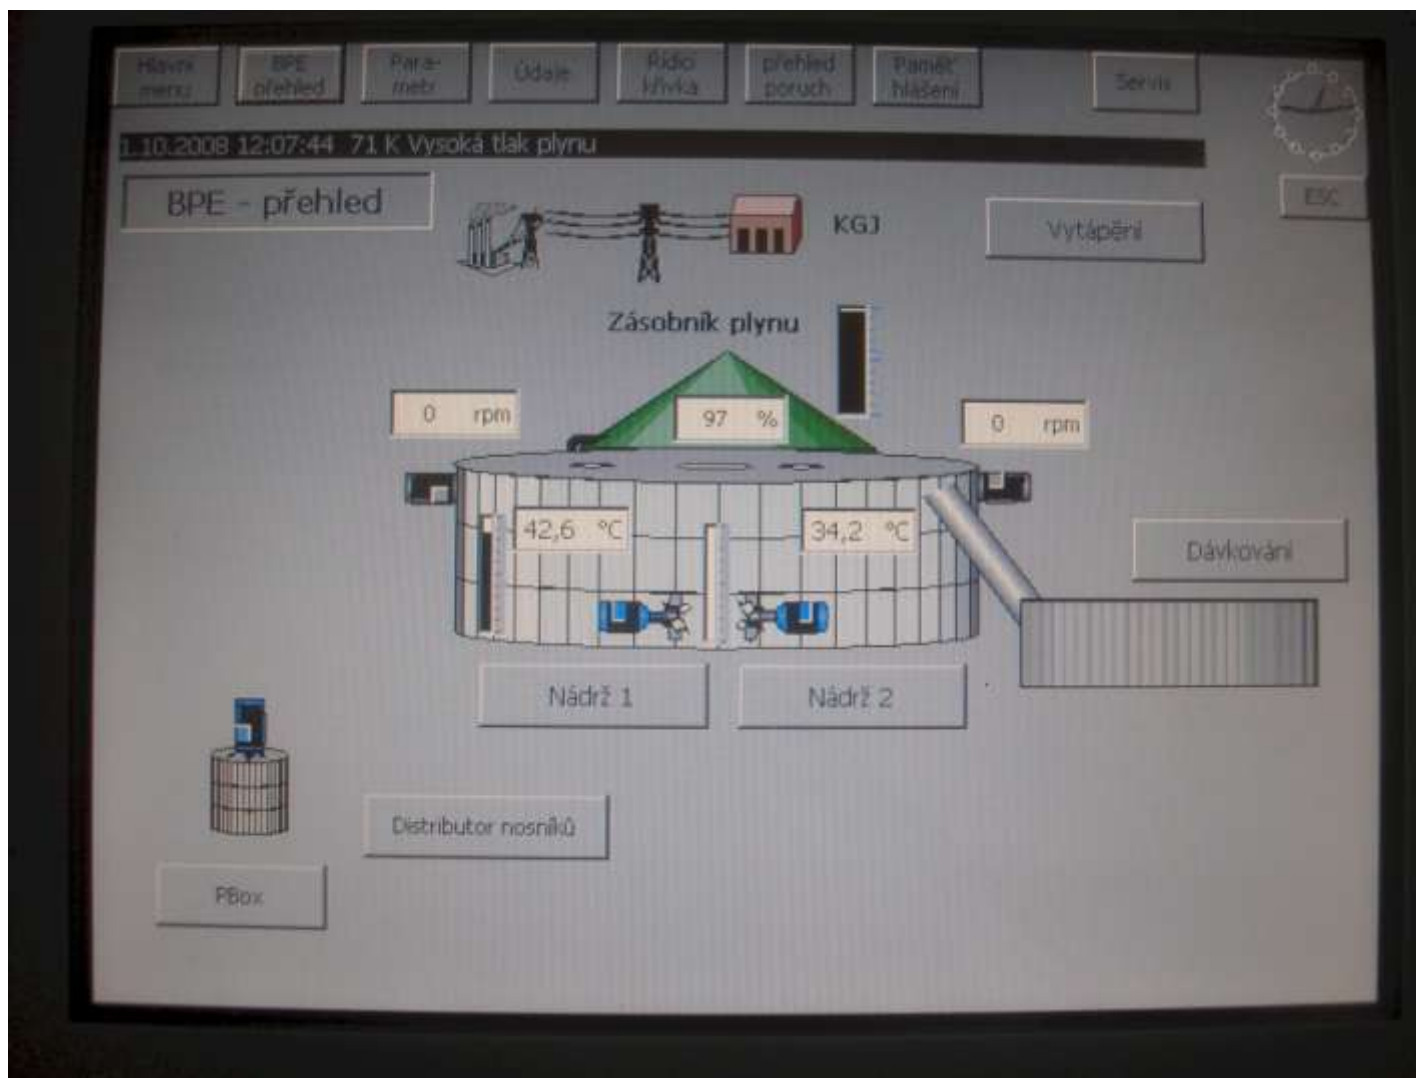 Hlavní
menu
BPE
přehled
Para-
metr
Údaje
Řídicí
křivka
přehled
poruch
Paměť
hlášení
Servis
1.10.2008 12:07:44 71 K Vysoká tlak plynu
BPE - přehled
KGJ
Vytápění
ESC
Zásobník plynu
0 rpm
97 %
0 rpm
42,6 °C
34,2 °C
Dávkování
Nádrž 1
Nádrž 2
Distributor nosníků
PBox